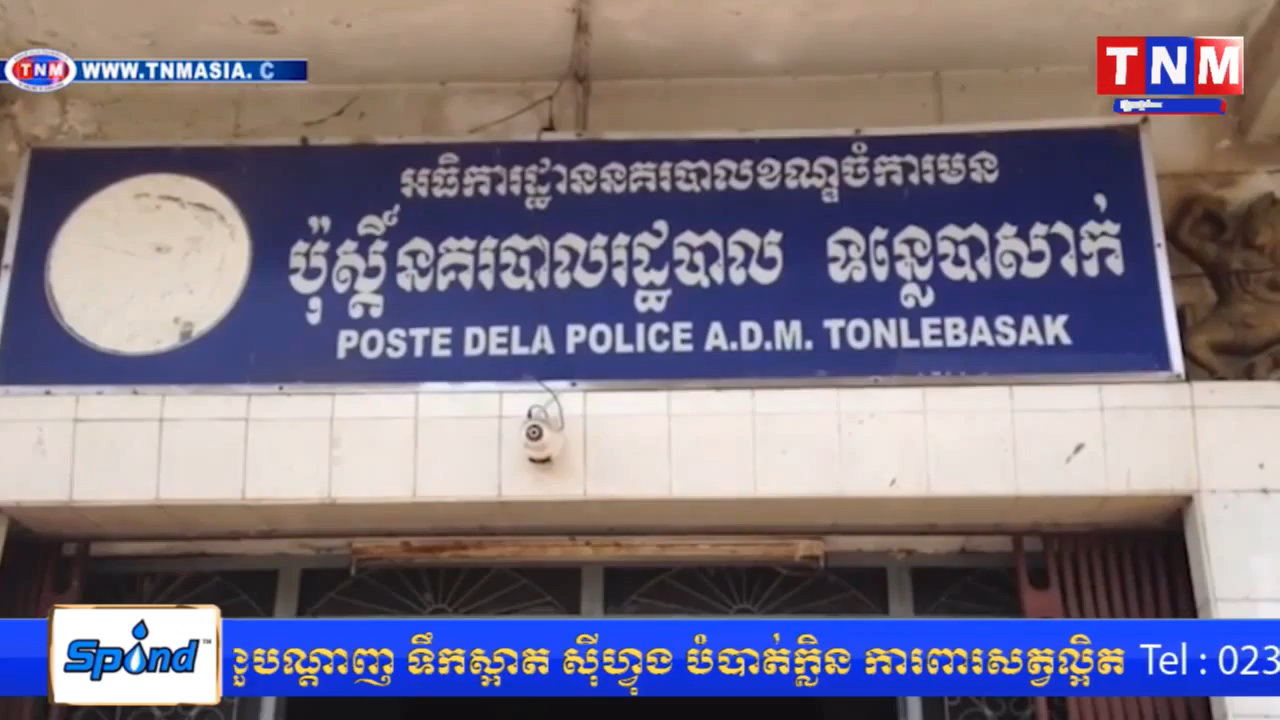 TNM WWW.TNMASIA. C
TNM
អធិការដ្ឋាននគរបាលខណ្ឌចំការមន
ប៉ុស្តិ៍នគរបាលរដ្ឋបាល ទន្លេបាសាក់
POSTE DELA POLICE A.D.M. TONLEBASAK
Spind™
បណ្តាញ ទឹកស្អាត ស៊ីហ្វុង បំបាត់ក្លិន ការពារសត្វល្អិត Tel : 023